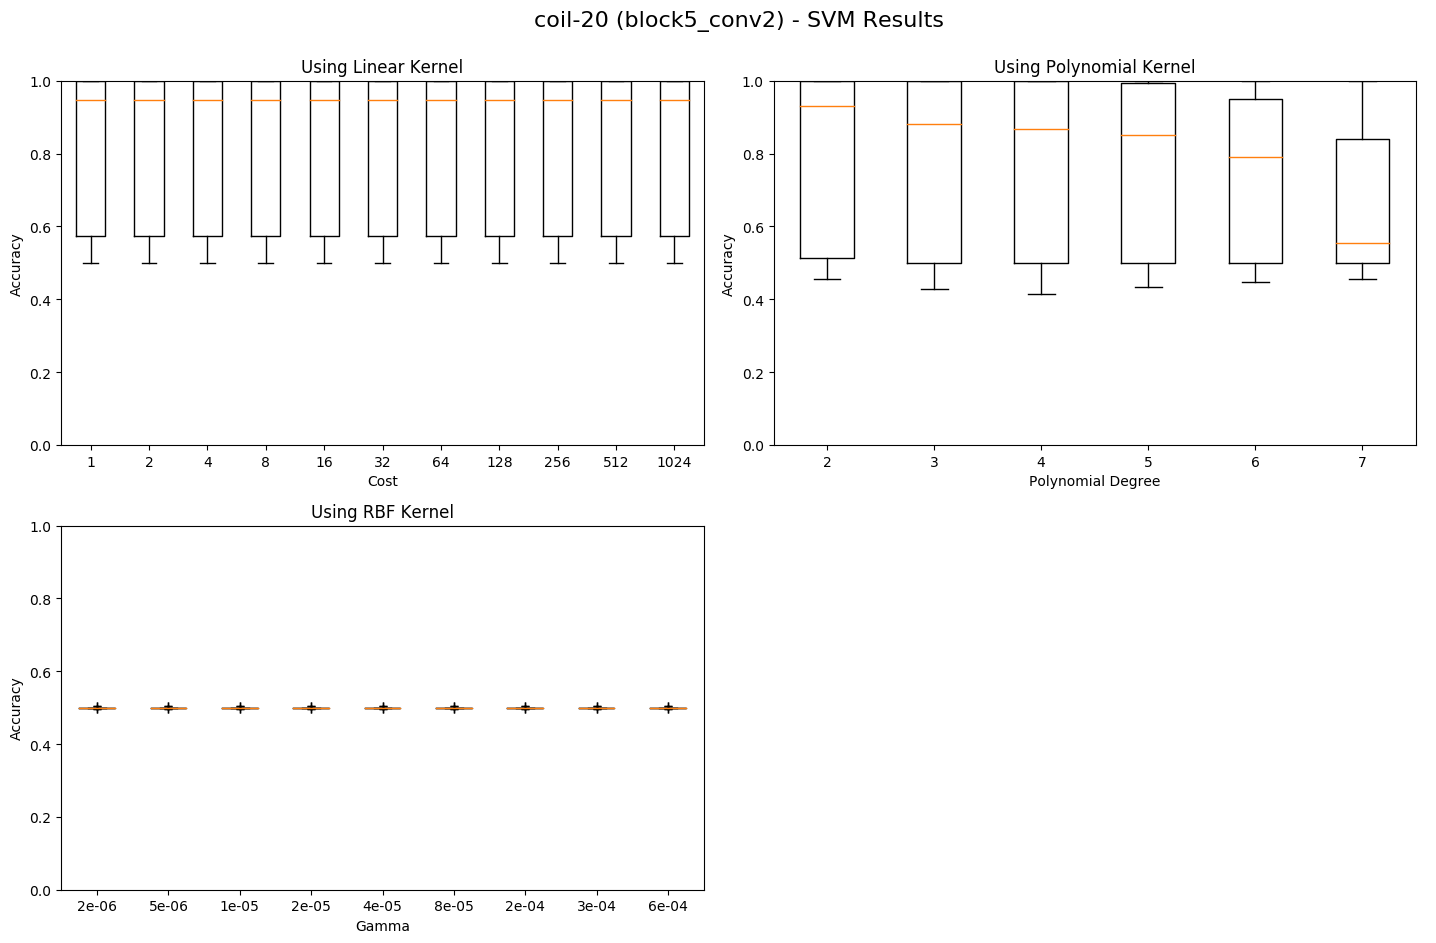 coil-20 (block5_conv2) - SVM Results
Using Linear Kernel
1.0
0.8
0.6
0.4
0.2
0.0
Accuracy
1 2 4 8 16 32 64 128 256 512 1024
Cost
Using Polynomial Kernel
1.0
0.8
0.6
0.4
0.2
0.0
Accuracy
2 3 4 5 6 7
Polynomial Degree
Using RBF Kernel
1.0
0.8
0.6
0.4
0.2
0.0
Accuracy
2e-06 5e-06 1e-05 2e-05 4e-05 8e-05 2e-04 3e-04 6e-04
Gamma